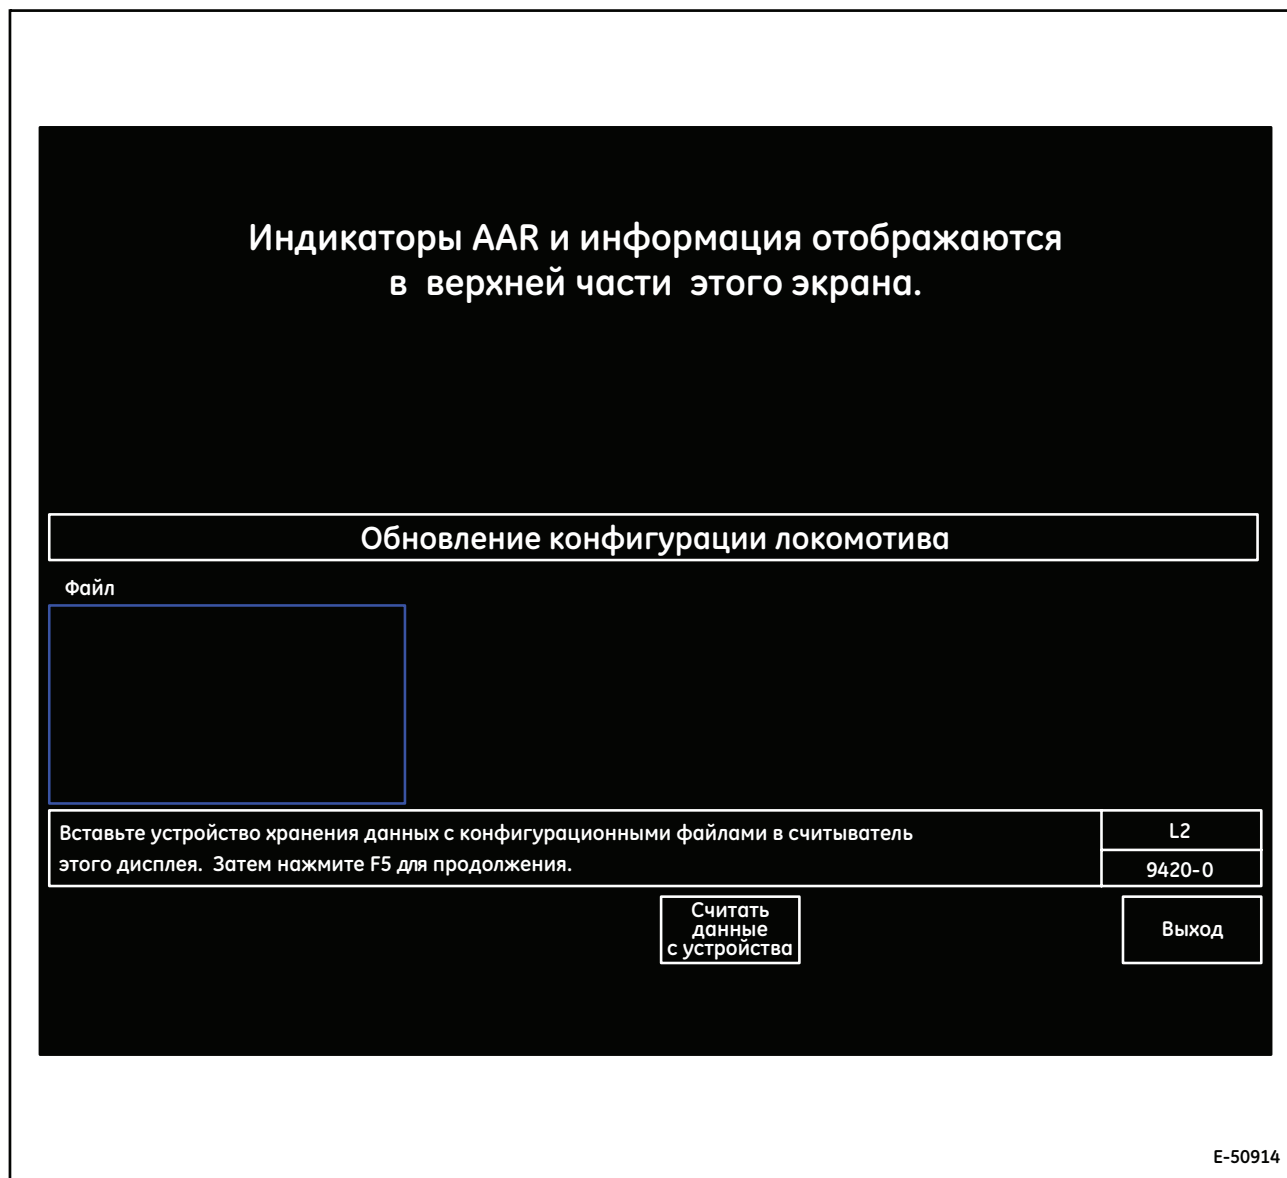 Индикаторы AAR и информация отображаются
в верхней части этого экрана.
Обновление конфигурации локомотива
Файл
Вставьте устройство хранения данных с конфигурационными файлами в считыватель
этого дисплея. Затем нажмите F5 для продолжения.
L2
9420-0
Считать
данные
с устройства
Выход
E-50914